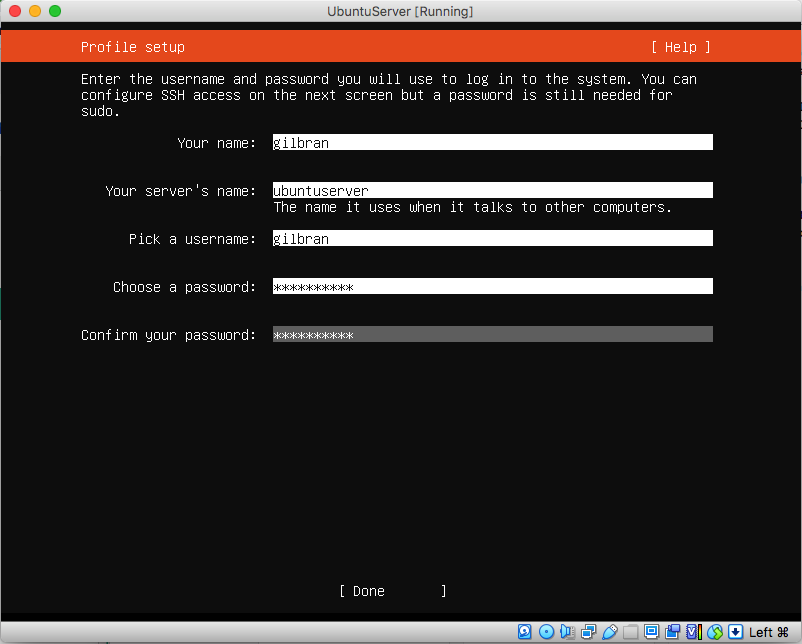 UbuntuServer [Running]
Profile setup [ Help ]
Enter the username and password you will use to log in to the system. You can
configure SSH access on the next screen but a password is still needed for
sudo.
Your name: gilbran
Your server's name: ubuntuserver
The name it uses when it talks to other computers.
Pick a username: gilbran
Choose a password: **********
Confirm your password: **********
[ Done ]
Left ⌘